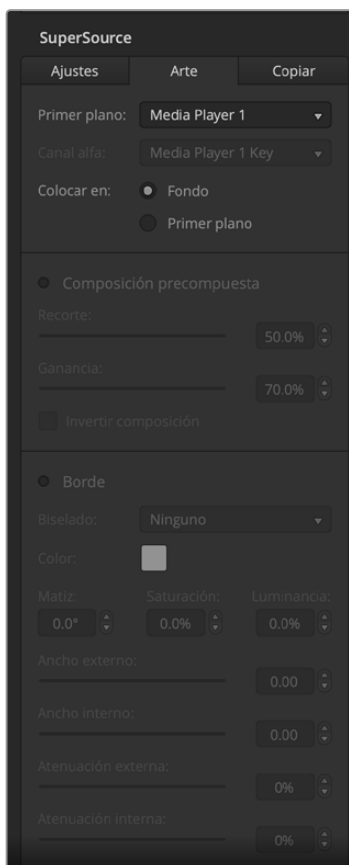 SuperSource
Ajustes Arte Copiar
Primer plano: Media Player 1
Canal alfa: Media Player 1 Key
Colocar en: Fondo
Primer plano
Composición precompuesta
Recorte:
50.0%
Ganancia:
70.0%
Invertir composición
Borde
Biselado: Ninguno
Color:
Matiz: Saturación: Luminancia:
0.0° 0.0% 0.0%
Ancho externo:
0.00
Ancho interno:
0.00
Atenuación externa:
0%
Atenuación interna:
0%